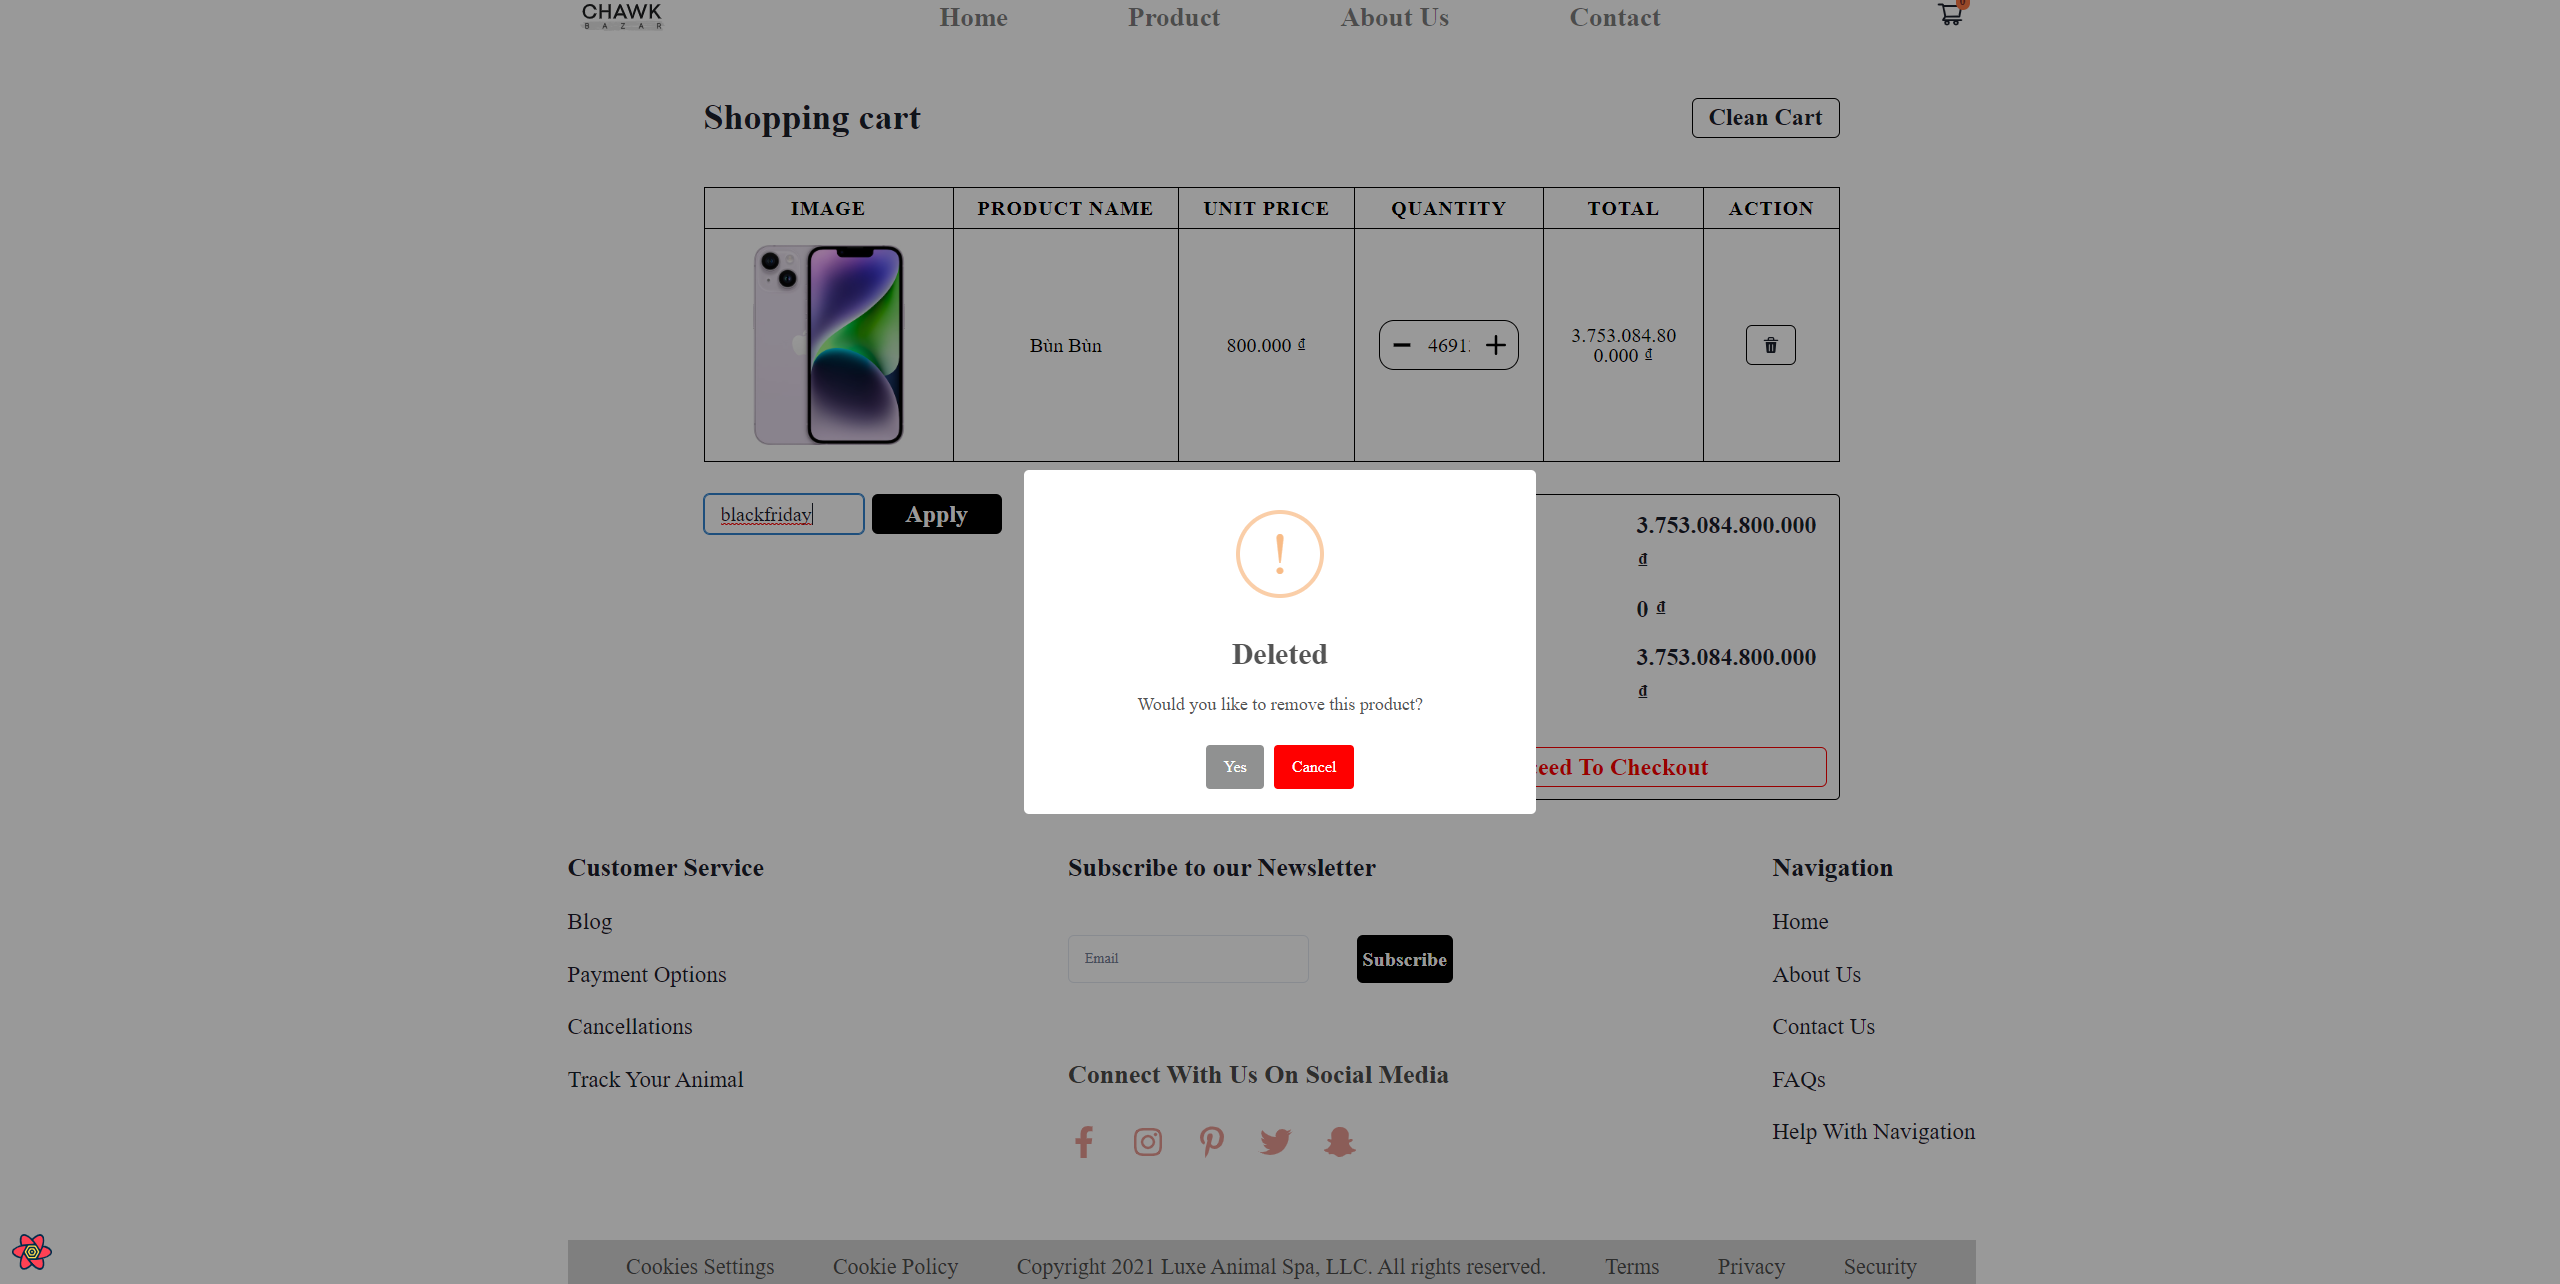 CHAWK
BAZAR
Home
Product
About Us
Contact
0
Shopping cart
Clean Cart
IMAGE
PRODUCT NAME
UNIT PRICE
QUANTITY
TOTAL
ACTION
Bùn Bùn
800.000 ₫
4691
3.753.084.80
0.000 ₫
blackfriday
Apply
3.753.084.800.000
₫
0 ₫
3.753.084.800.000
₫
eed To Checkout
!
Deleted
Would you like to remove this product?
Yes
Cancel
Customer Service
Blog
Payment Options
Cancellations
Track Your Animal
Subscribe to our Newsletter
Email
Subscribe
Connect With Us On Social Media
Navigation
Home
About Us
Contact Us
FAQs
Help With Navigation
Cookies Settings
Cookie Policy
Copyright 2021 Luxe Animal Spa, LLC. All rights reserved.
Terms
Privacy
Security